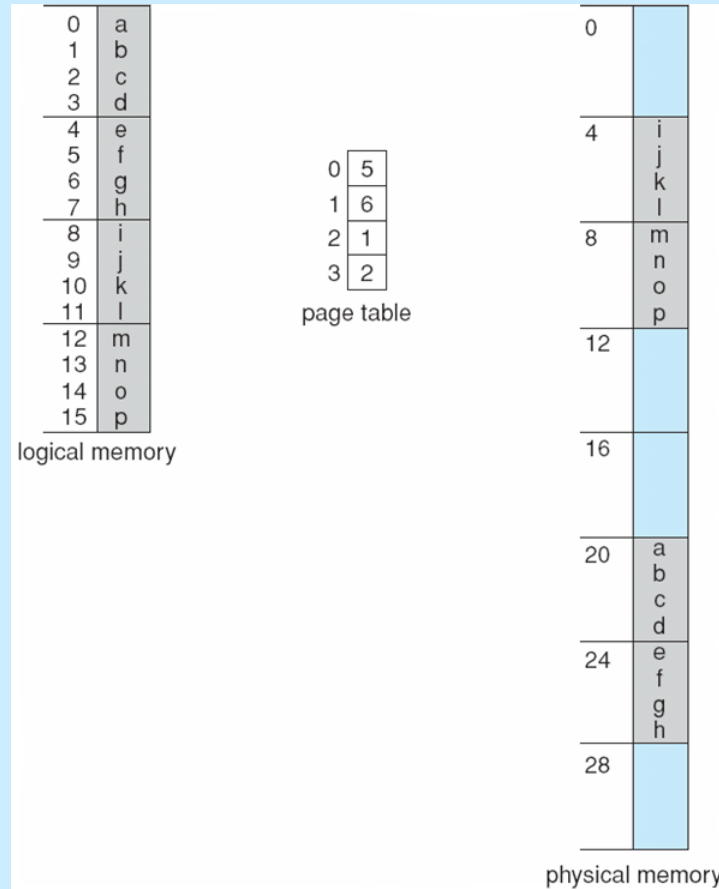 0 a
1 b
2 c
3 d
4 e
5 f
6 g
7 h
8 i
9 j
10 k
11 l
12 m
13 n
14 o
15 p
logical memory
0 5
1 6
2 1
3 2
page table
0
4 i
j
k
l
8 m
n
o
p
12
16
20 a
b
c
d
24 e
f
g
h
28
physical memory